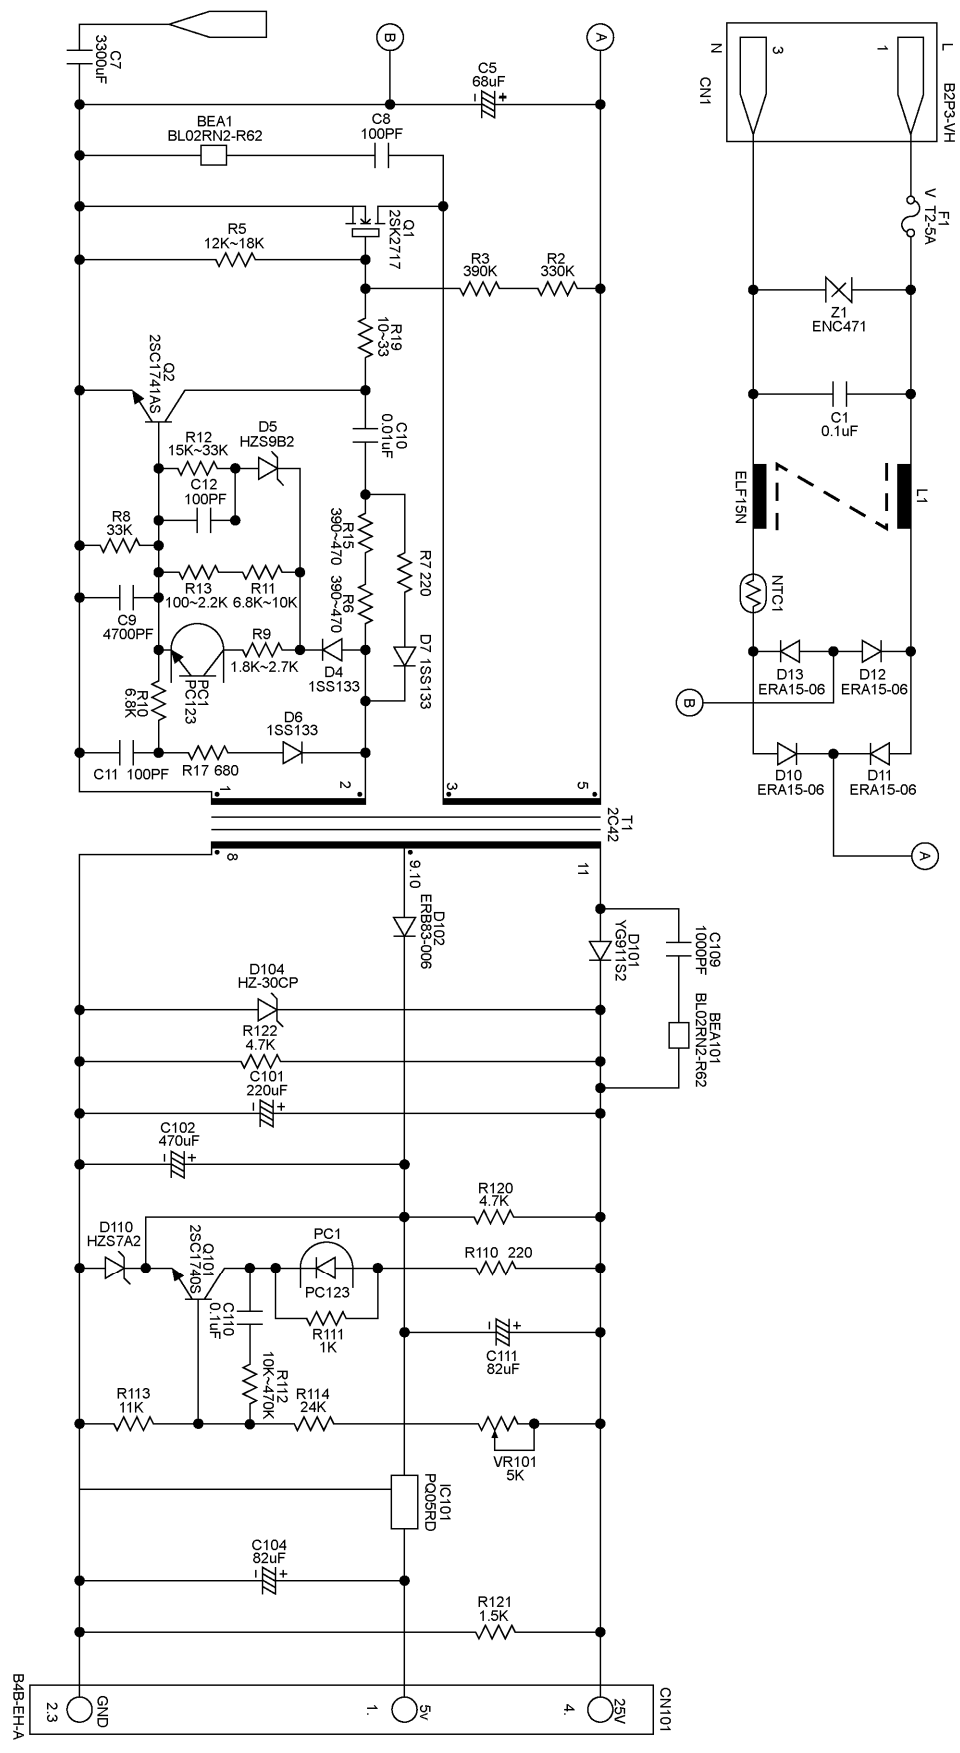 C7
3300uF
B
A
C5
68uF
-
+
N
3
1
L
CN1
B2P3-VH
BEA1
BL02RN2-R62
C8
100PF
F1
T2-5A
V
Q1
2SK2717
R5
12K~18K
R3
390K
R2
330K
Z1
ENC471
R19
10~33
Q2
2SC1741AS
C10
0.01uF
C1
0.1uF
D5
HZS9B2
R12
15K~33K
C12
100PF
L1
ELF15N
R8
33K
R15
390~470
R7 220
R13
100~2.2K
R11
6.8K~10K
R6
390~470
NTC1
C9
4700PF
R9
1.8K~2.7K
D4
1SS133
D7 1SS133
PC1
PC123
R10
6.8K
D13
ERA15-06
D12
ERA15-06
B
D6
1SS133
C11
100PF
R17 680
D10
ERA15-06
D11
ERA15-06
1
2
3
5
T1
2C42
A
8
9.10
11
D102
ERB83-006
D101
YG911S2
C109
1000PF
BEA101
BL02RN2-R62
D104
HZ-30CP
R122
4.7K
C101
220uF
-
+
C102
470uF
-
+
R120
4.7K
D110
HZS7A2
Q101
2SC1740S
PC1
PC123
R110 220
C110
0.1uF
R111
1K
-
+
C111
82uF
R112
10K~470K
R113
11K
R114
24K
VR101
5K
IC101
PQ05RD
C104
82uF
-
+
R121
1.5K
CN101
GND
2.3
5v
1.
25V
4.
B4B-EH-A